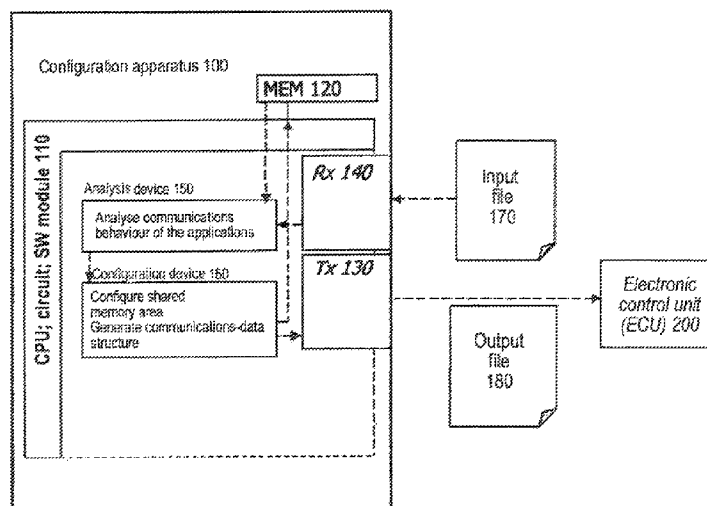 Configuration apparatus 100
MEM 120
CPU; circuit; SW module 110
Rx 140
Analysis device 150
Analyse communications
behaviour of the applications
Input
file
170
Tx 130
Configuration device 160
Configure shared
memory area
Generate communications-data
structure
Electronic
control unit
(ECU) 200
Output
file
180